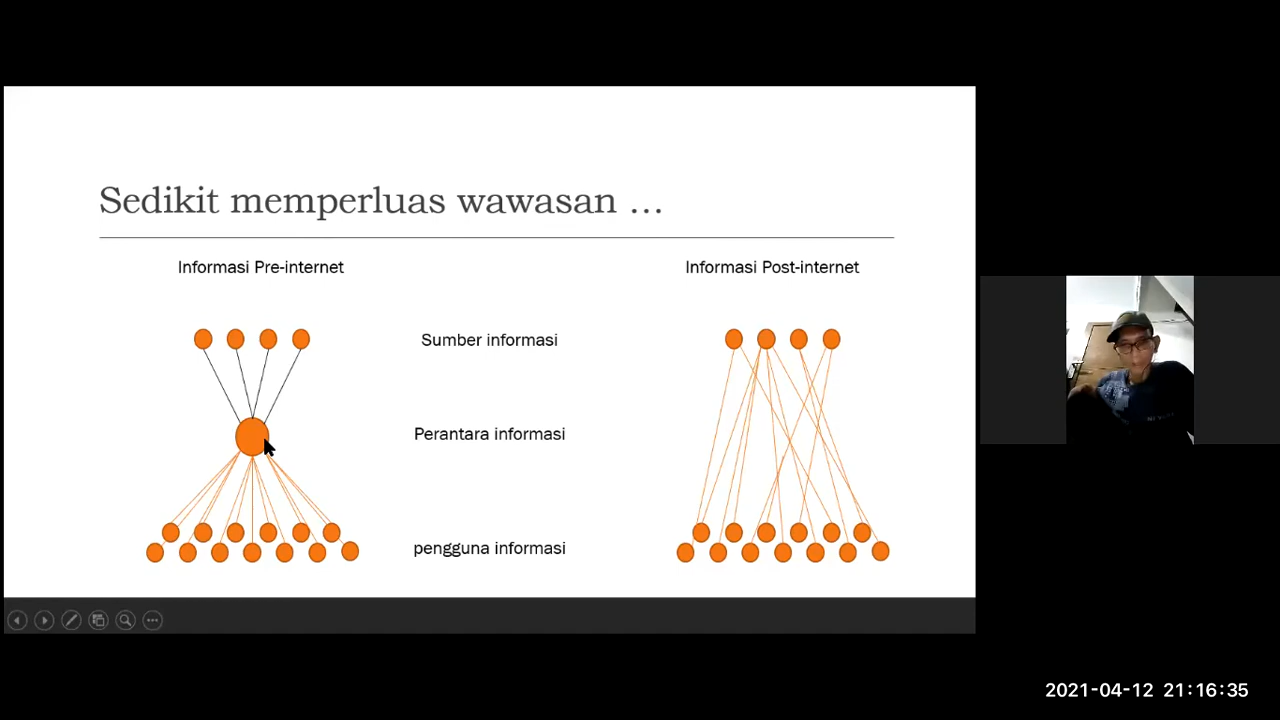 Sedikit memperluas wawasan ...
Informasi Pre-internet
Informasi Post-internet
Sumber informasi
Perantara informasi
pengguna informasi
2021-04-12 21:16:35